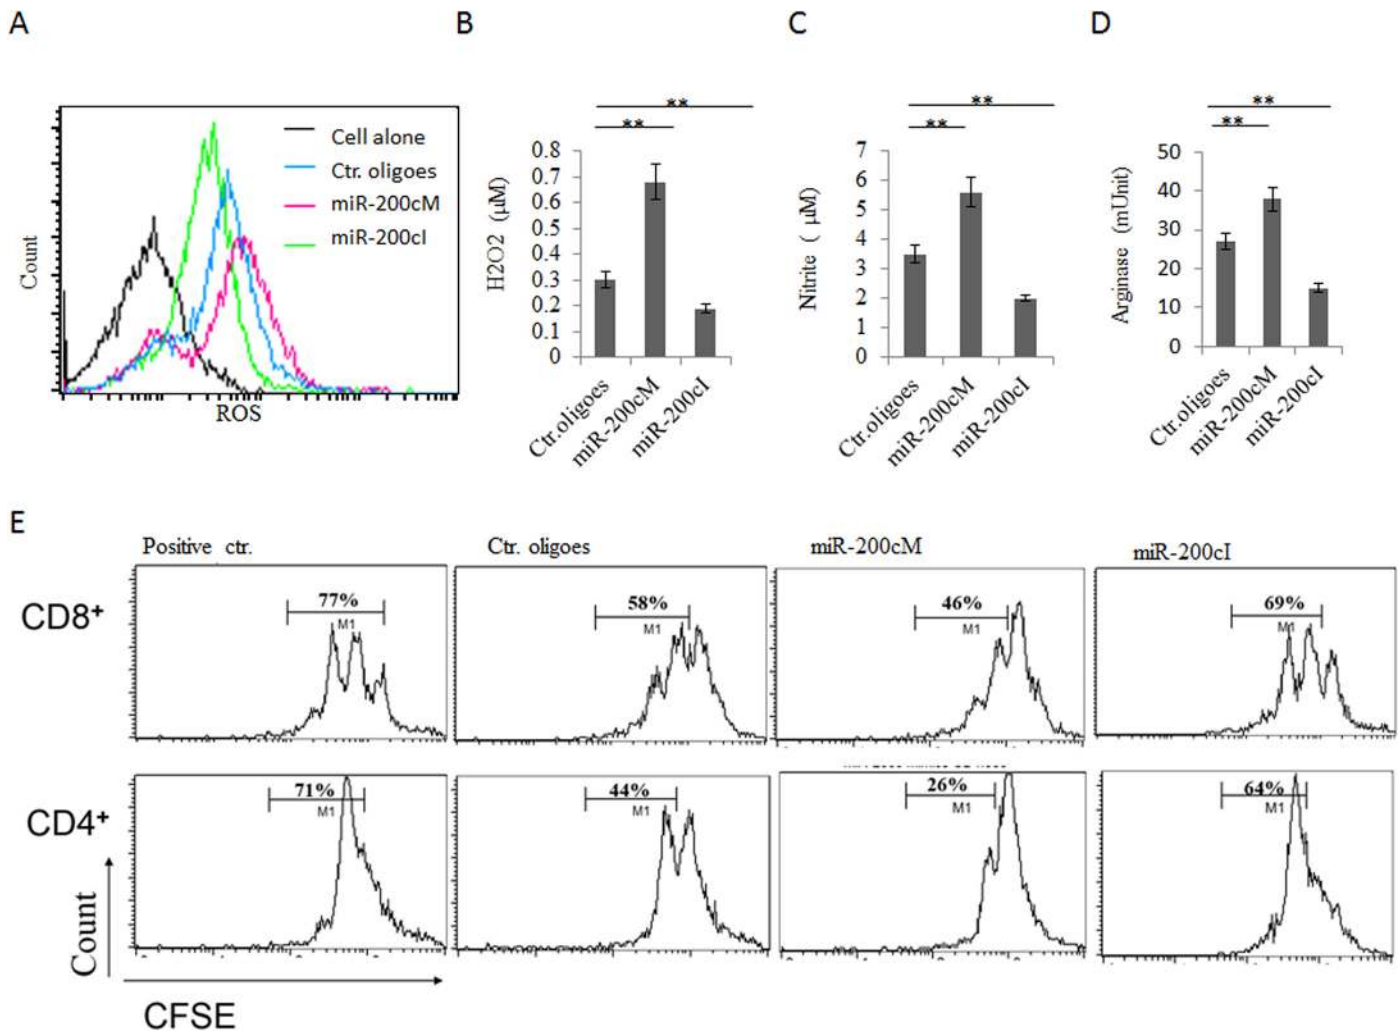 A
B
C
D
Cell alone
Ctr. oligoes
miR-200cM
miR-200cI
Count
ROS
**
**
0.8
0.7
0.6
0.5
0.4
0.3
0.2
0.1
0
H2O2 (μM)
Ctr.oligoes
miR-200cM
miR-200cI
**
**
7
6
5
4
3
2
1
0
Nitrite ( μM)
Ctr.oligoes
miR-200cM
miR-200cI
**
**
50
40
30
20
10
0
Arginase (mUnit)
Ctr.oligoes
miR-200cM
miR-200cI
E
Positive ctr.
Ctr. oligoes
miR-200cM
miR-200cI
CD8+
77%
M1
58%
M1
46%
M1
69%
M1
CD4+
71%
M1
44%
M1
26%
M1
64%
M1
Count
CFSE